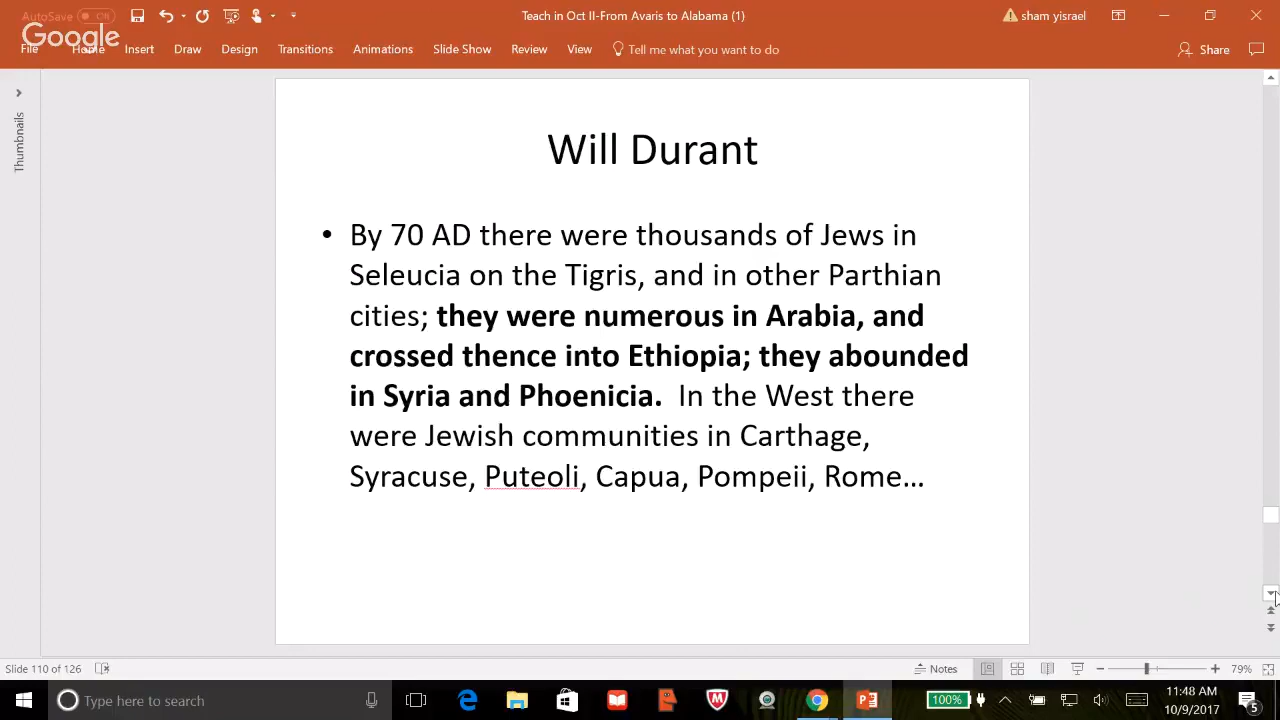 AutoSave On
Teach in Oct II-From Avaris to Alabama (1)
sham yisrael
Google
File Home Insert Draw Design Transitions Animations Slide Show Review View Tell me what you want to do Share
Thumbnails
Will Durant
• By 70 AD there were thousands of Jews in
Seleucia on the Tigris, and in other Parthian
cities; they were numerous in Arabia, and
crossed thence into Ethiopia; they abounded
in Syria and Phoenicia. In the West there
were Jewish communities in Carthage,
Syracuse, Puteoli, Capua, Pompeii, Rome…
Slide 110 of 126
Notes
79%
Type here to search
100%
11:48 AM
10/9/2017
5